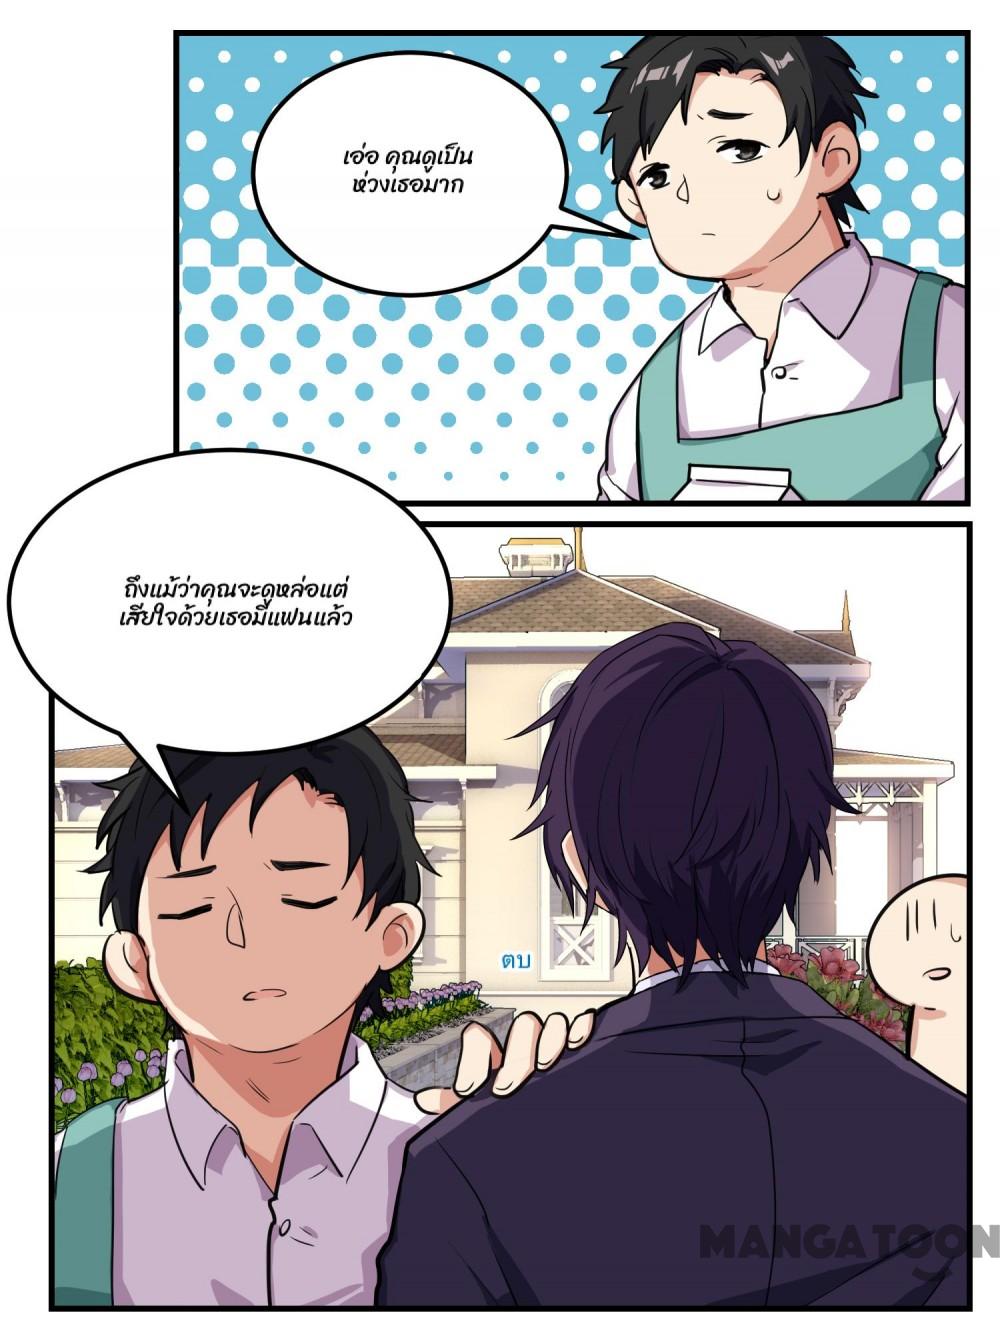 เอ่อ คุณดูเป็น
ห่วงเธอมาก
ถึงแม้ว่าคุณจะดูหล่อแต่
เสียใจด้วยเธอมีแฟนแล้ว
ตบ
MANGATOON